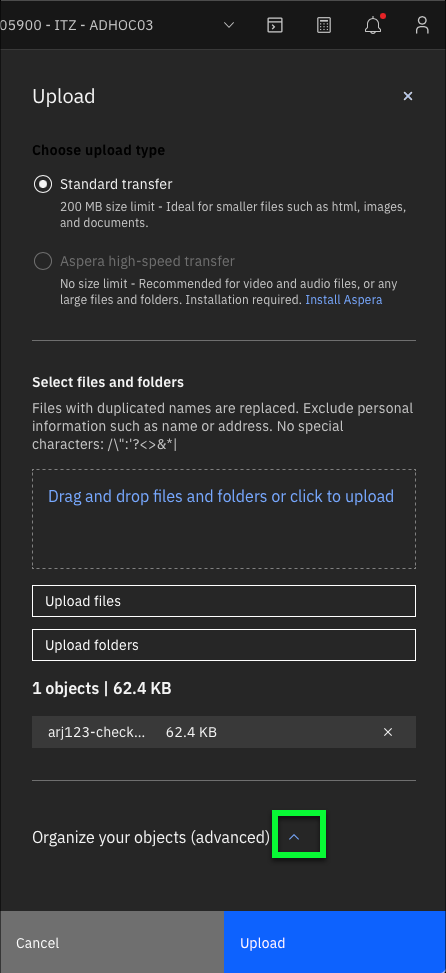 05900 - ITZ - ADHOC03
Upload
Choose upload type
Standard transfer
200 MB size limit - Ideal for smaller files such as html, images,
and documents.
Aspera high-speed transfer
No size limit - Recommended for video and audio files, or any
large files and folders. Installation required. Install Aspera
Select files and folders
Files with duplicated names are replaced. Exclude personal
information such as name or address. No special
characters: /\":'?<>&*|
Drag and drop files and folders or click to upload
Upload files
Upload folders
1 objects | 62.4 KB
arj123-check... 62.4 KB
Organize your objects (advanced)
Cancel
Upload